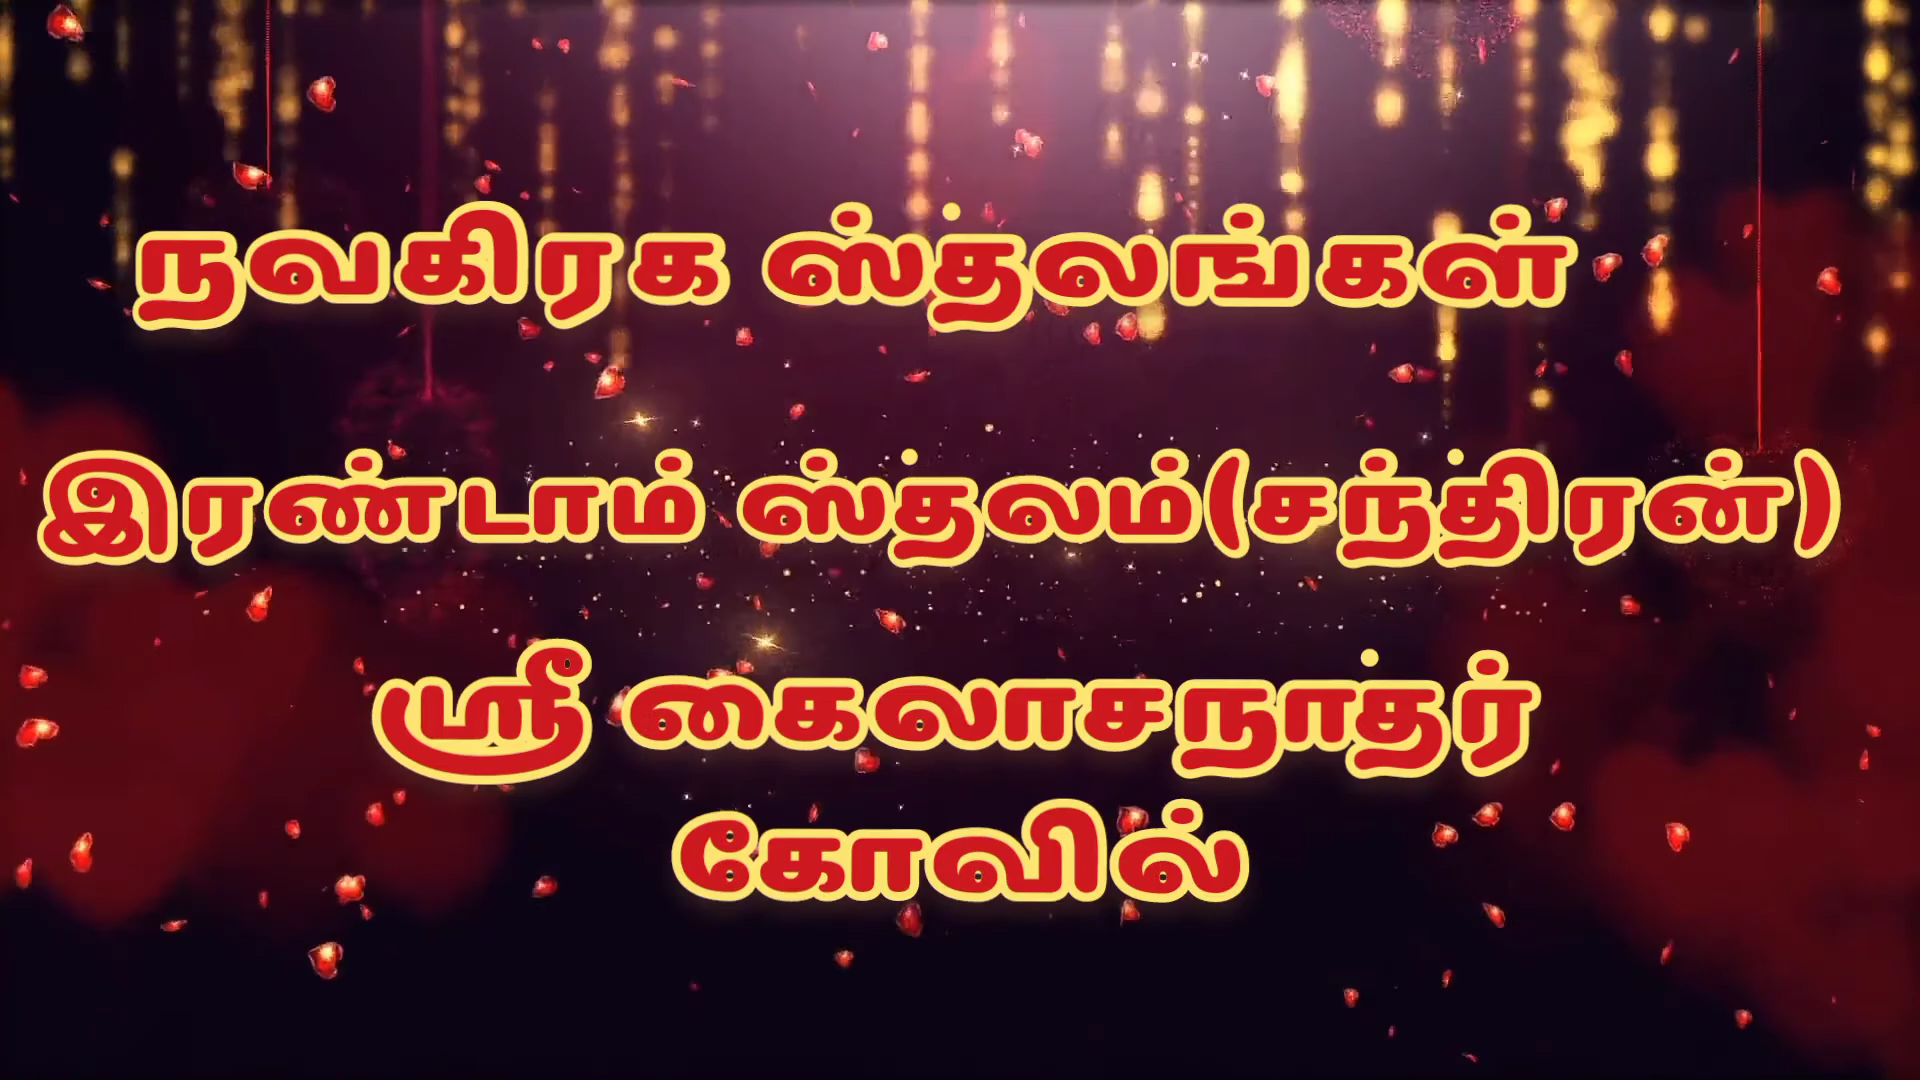 நவகிரக ஸ்தலங்கள்
இரண்டாம் ஸ்தலம்(சந்திரன்)
ஸ்ரீ கைலாசநாதர்
கோவில்